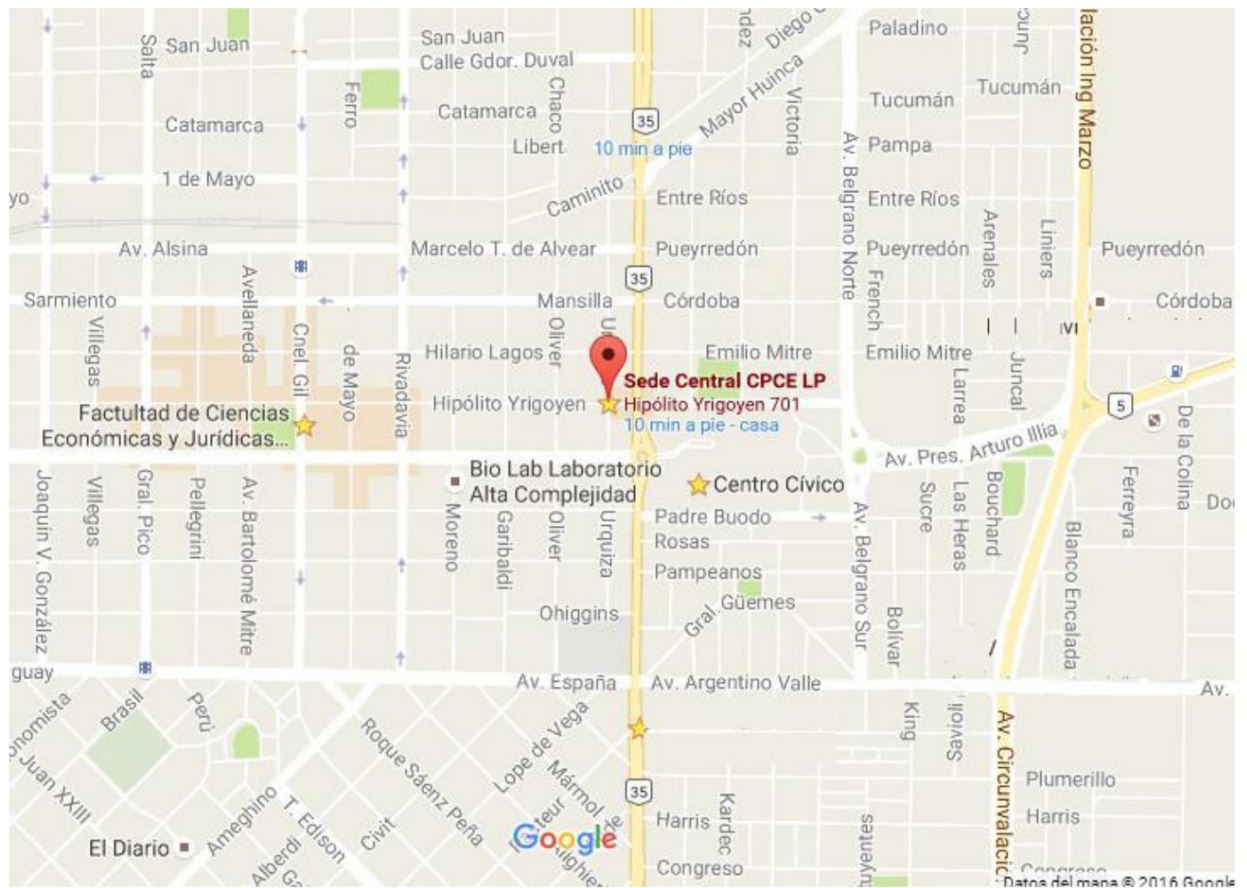 San Juan
Salta
San Juan
Calle Gdor. Duval
Diego
Paladino
Tucumán
Tucumán
Ferro
Chaco
Catamarca
Catamarca
Libert
35
10 min a pie
Mayor Huinca
Victoria
Av. Belgrano Norte
Pampa
lación Ing Marzo
1 de Mayo
yo
Caminito
Entre Ríos
Entre Ríos
Arenales
Liniers
Av. Alsina
Marcelo T. de Alvear
Pueyrredón
Pueyrredón
Pueyrredón
35
Sarmiento
Avellaneda
Mansilla
Córdoba
French
Córdoba
Villegas
Cnel. Gil
de Mayo
Rivadavia
Hilario Lagos
Oliver
Emilio Mitre
Emilio Mitre
Larrea
Juncal
Sede Central CPCE LP
Hipólito Yrigoyen
Hipólito Yrigoyen 701
10 min a pie - casa
5
De la Colina
Factultad de Ciencias
Económicas y Jurídicas...
Av. Pres. Arturo Illia
Bio Lab Laboratorio
Alta Complejidad
Centro Cívico
Joaquin V. González
Villegas
Gral. Pico
Pellegrini
Av. Bartolomé Mitre
Moreno
Garibaldi
Oliver
Urquiza
Padre Buodo
Rosas
Pampeanos
Gral. Güemes
Av. Belgrano Sur
Sucre
Las Heras
Bouchard
Blanco Encalada
Ferreyra
Ohiggins
Bolívar
guay
Av. España
Av. Argentino Valle
Av.
Brasil
Perú
Roque Sáenz Peña
Lope de Vega
Mármol
King
Savioli
Av. Circunvalació
Juan XXIII
35
Plumerillo
Harris
Harris
Kardec
El Diario
Ameghino
Alberdi
T. Edison
Civit
Google
Congreso
Datos del mapa © 2016 Google